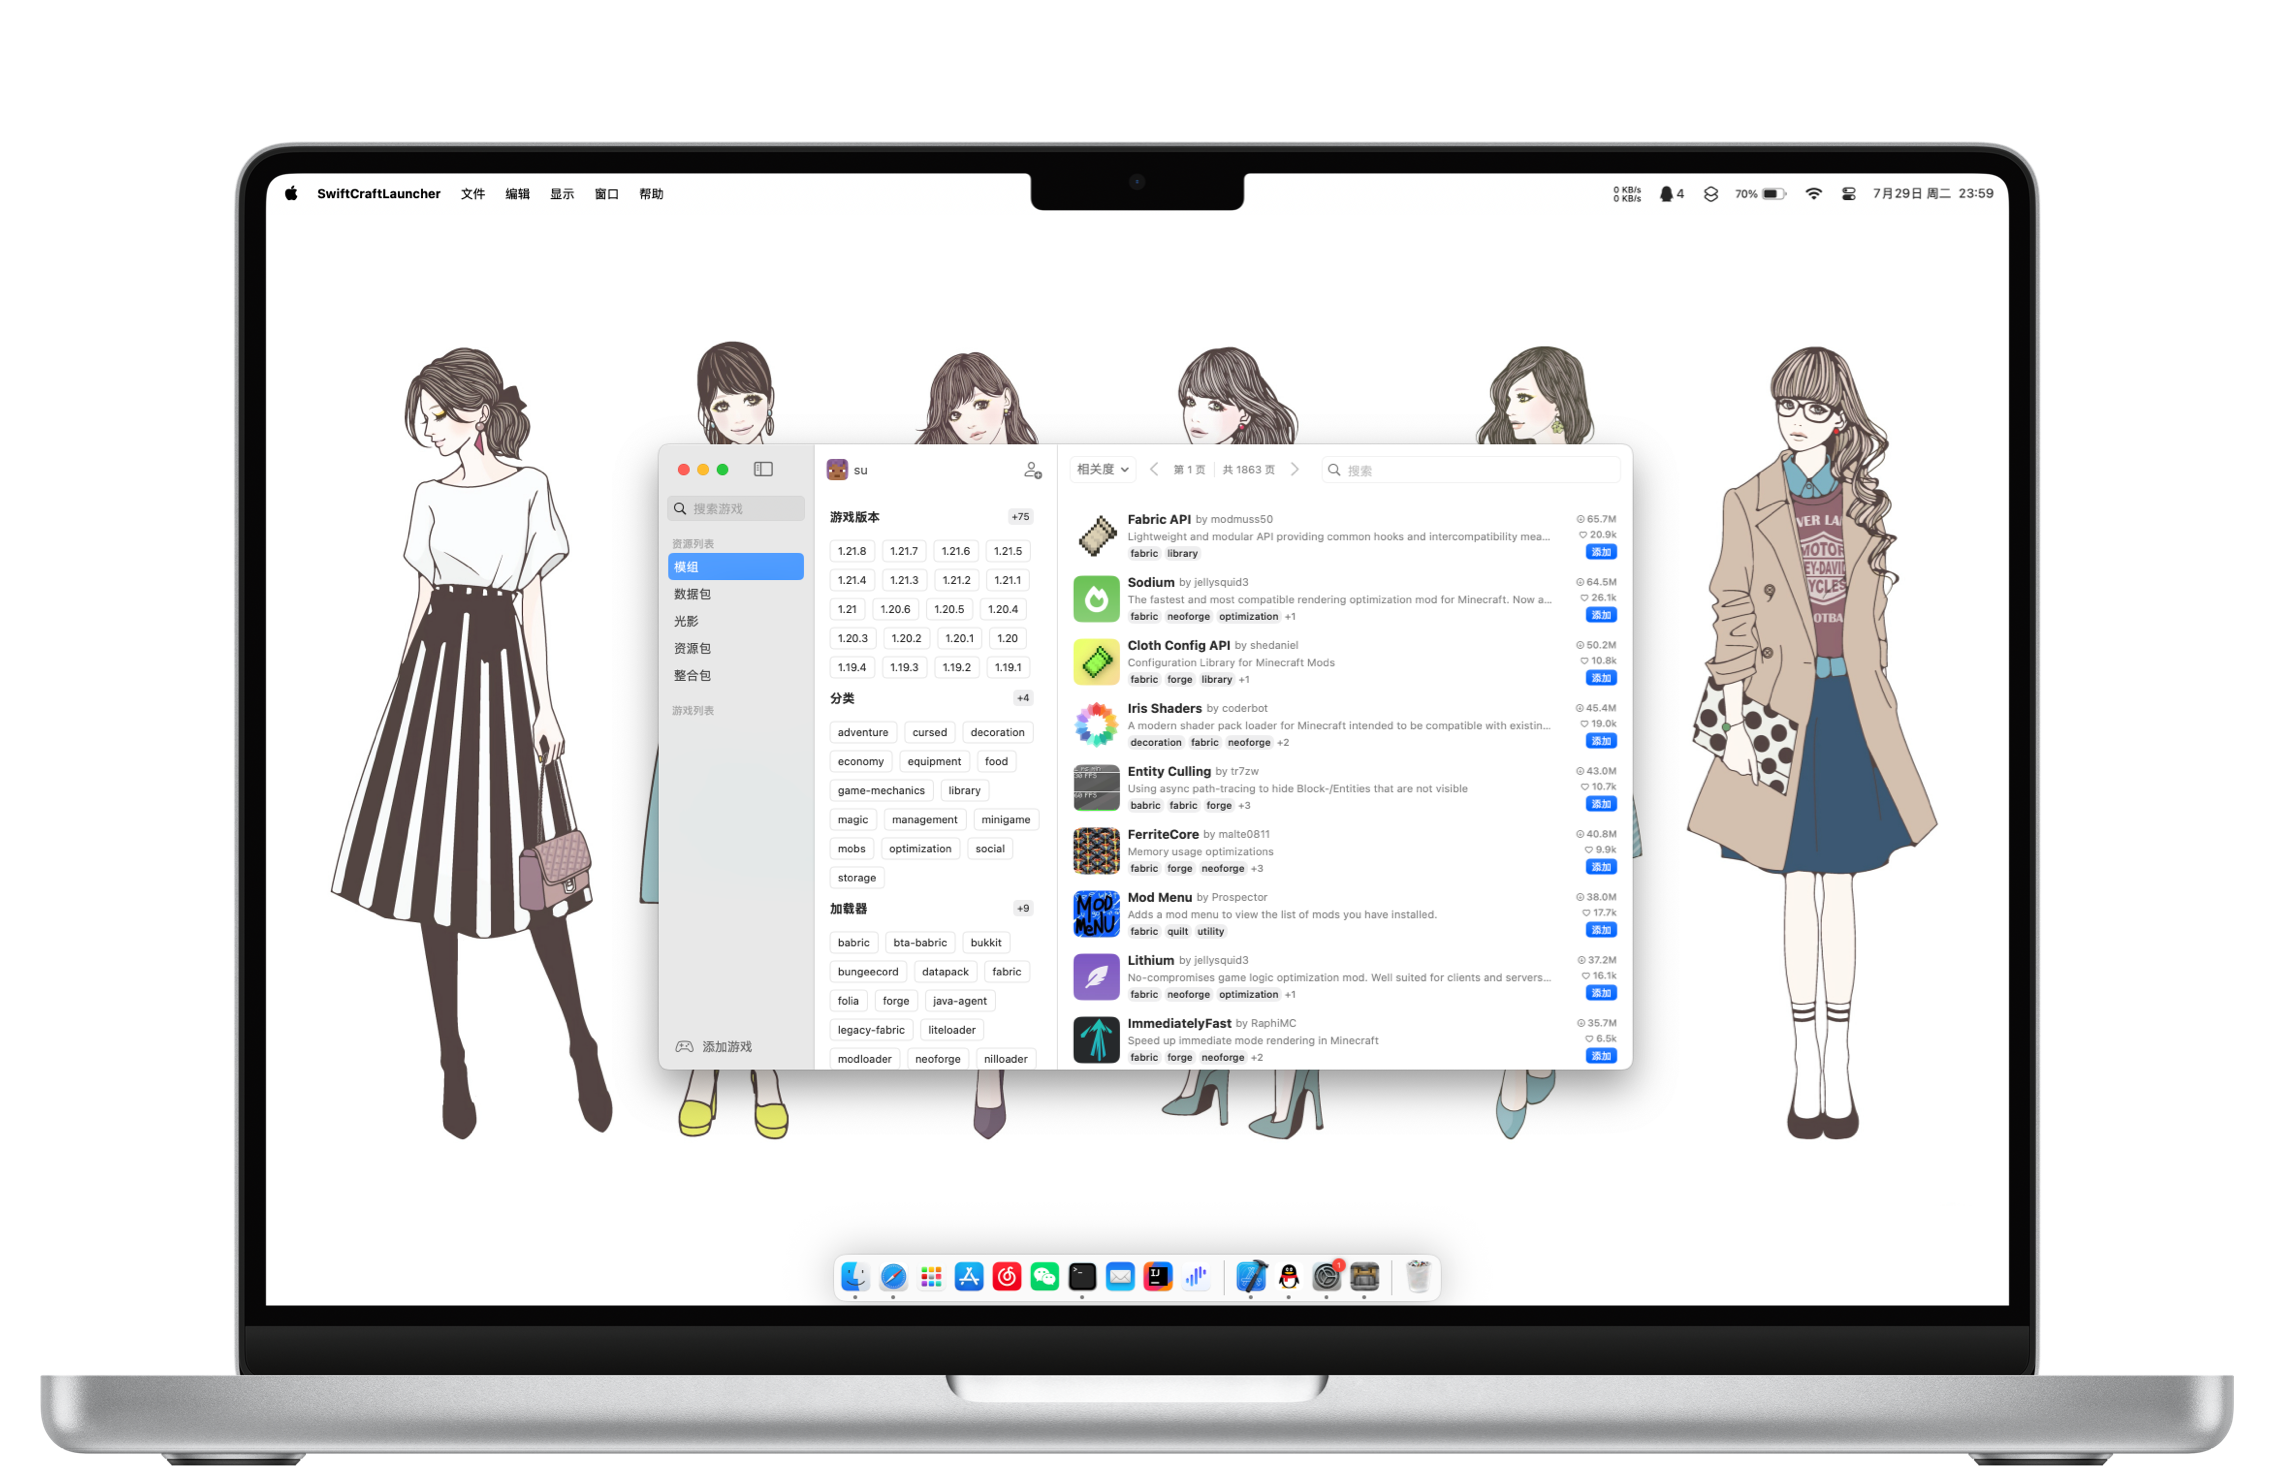 SwiftCraftLauncher 文件 编辑 显示 窗口 帮助
0 KB/s
0 KB/s
4 70% 7月29日 周二 23:59
搜索游戏
资源列表
模组
数据包
光影
资源包
整合包
游戏列表
添加游戏
su
游戏版本 +75
1.21.8 1.21.7 1.21.6 1.21.5
1.21.4 1.21.3 1.21.2 1.21.1
1.21 1.20.6 1.20.5 1.20.4
1.20.3 1.20.2 1.20.1 1.20
1.19.4 1.19.3 1.19.2 1.19.1
分类 +4
adventure cursed decoration
economy equipment food
game-mechanics library
magic management minigame
mobs optimization social
storage
加载器 +9
babric bta-babric bukkit
bungeecord datapack fabric
folia forge java-agent
legacy-fabric liteloader
modloader neoforge nilloader
相关度 第 1 页 共 1863 页 搜索
Fabric API by modmuss50 65.7M
Lightweight and modular API providing common hooks and intercompatibility mea... 20.9k
fabric library 添加
Sodium by jellysquid3 64.5M
The fastest and most compatible rendering optimization mod for Minecraft. Now a... 26.1k
fabric neoforge optimization +1 添加
Cloth Config API by shedaniel 50.2M
Configuration Library for Minecraft Mods 10.8k
fabric forge library +1 添加
Iris Shaders by coderbot 45.4M
A modern shader pack loader for Minecraft intended to be compatible with existin... 19.0k
decoration fabric neoforge +2 添加
Entity Culling by tr7zw 43.0M
Using async path-tracing to hide Block-/Entities that are not visible 10.7k
babric fabric forge +3 添加
FerriteCore by malte0811 40.8M
Memory usage optimizations 9.9k
fabric forge neoforge +3 添加
MOD MENU
Mod Menu by Prospector 38.0M
Adds a mod menu to view the list of mods you have installed. 17.7k
fabric quilt utility 添加
Lithium by jellysquid3 37.2M
No-compromises game logic optimization mod. Well suited for clients and servers... 16.1k
fabric neoforge optimization +1 添加
ImmediatelyFast by RaphiMC 35.7M
Speed up immediate mode rendering in Minecraft 6.5k
fabric forge neoforge +2 添加
VER LA
MOTOR
EY-DAVID
CYCLES
OTBA
IJ
1